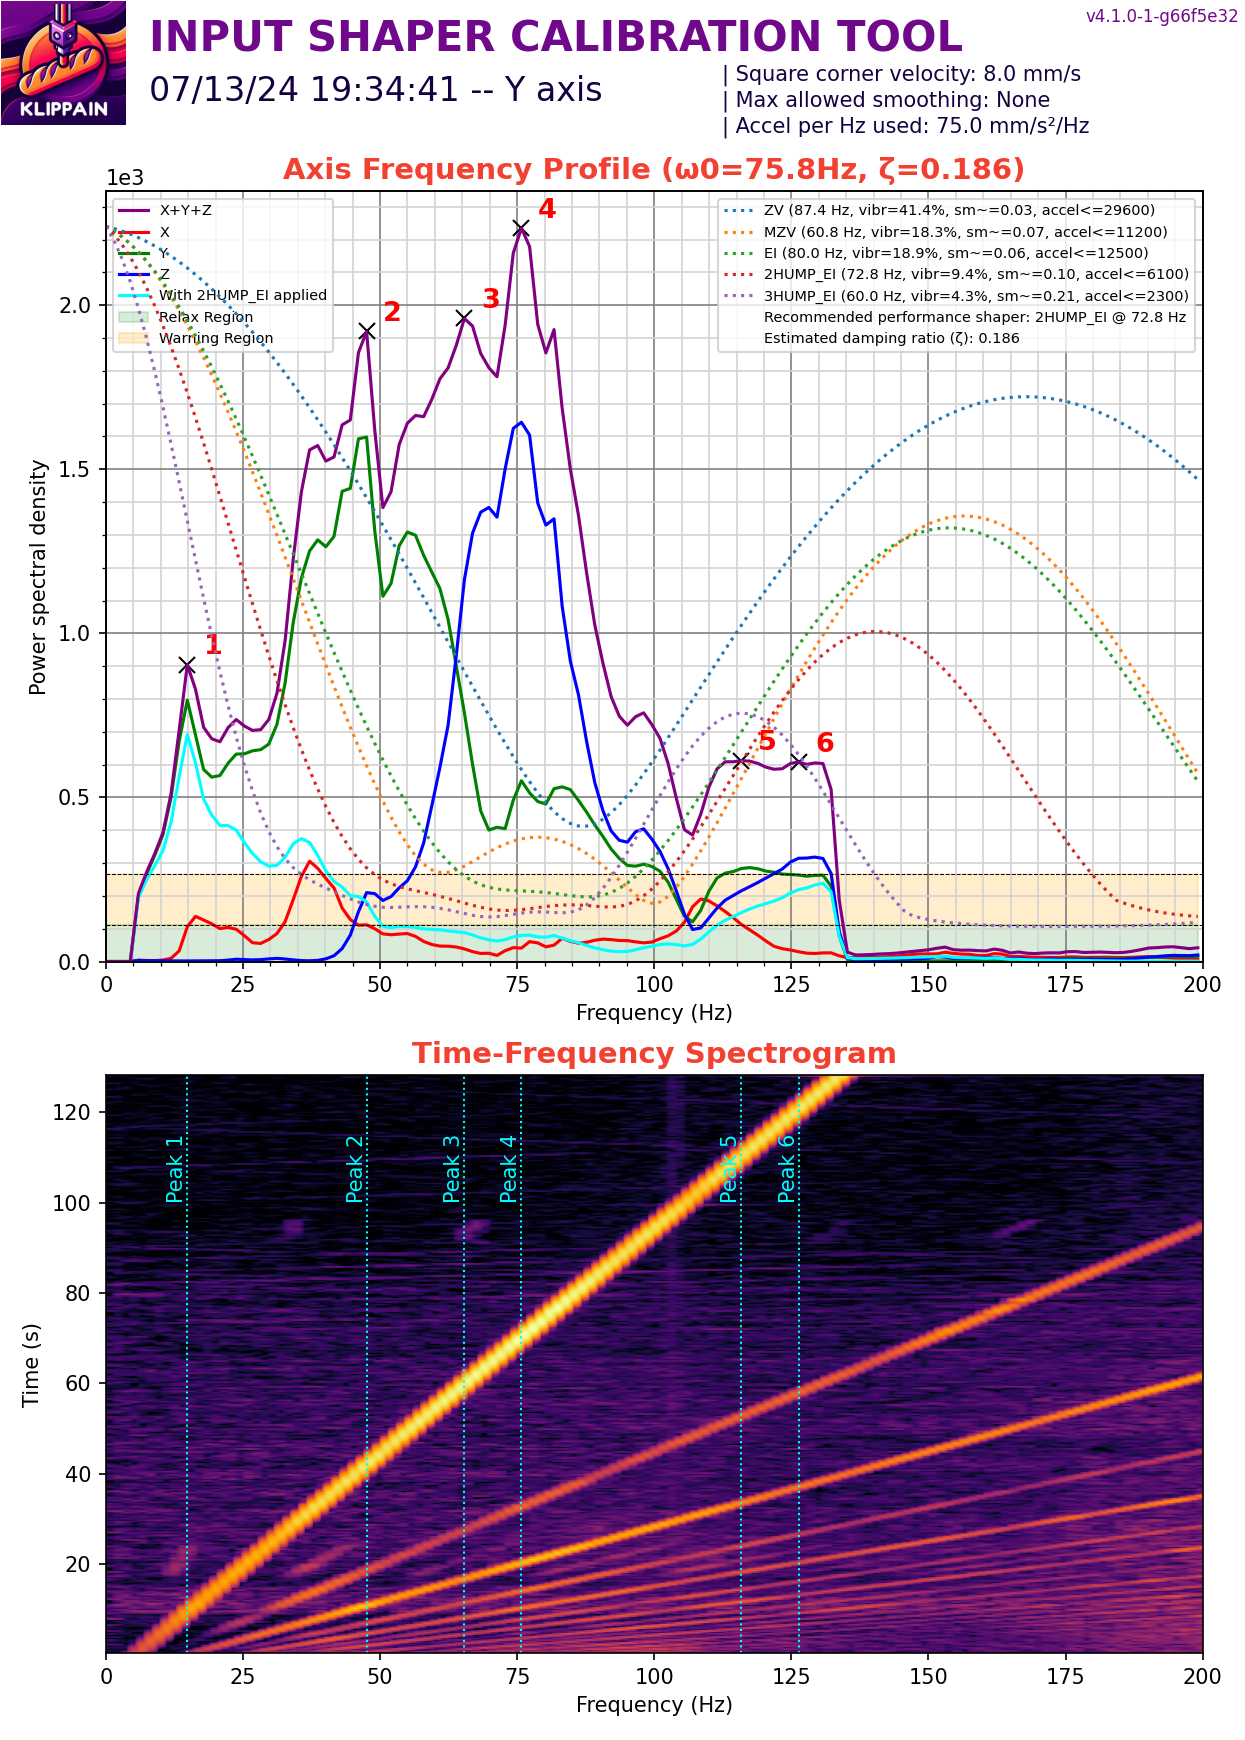 v4.1.0-1-g66f5e32
INPUT SHAPER CALIBRATION TOOL
07/13/24 19:34:41 -- Y axis
| Square corner velocity: 8.0 mm/s
| Max allowed smoothing: None
| Accel per Hz used: 75.0 mm/s²/Hz
KLIPPAIN
Axis Frequency Profile (ω0=75.8Hz, ζ=0.186)
1e3
X+Y+Z
X
Y
Z
With 2HUMP_EI applied
Relax Region
Warning Region
ZV (87.4 Hz, vibr=41.4%, sm~=0.03, accel<=29600)
MZV (60.8 Hz, vibr=18.3%, sm~=0.07, accel<=11200)
EI (80.0 Hz, vibr=18.9%, sm~=0.06, accel<=12500)
2HUMP_EI (72.8 Hz, vibr=9.4%, sm~=0.10, accel<=6100)
3HUMP_EI (60.0 Hz, vibr=4.3%, sm~=0.21, accel<=2300)
Recommended performance shaper: 2HUMP_EI @ 72.8 Hz
Estimated damping ratio (ζ): 0.186
1
2
3
4
5
6
Power spectral density
2.0
1.5
1.0
0.5
0.0
0 25 50 75 100 125 150 175 200
Frequency (Hz)
Time-Frequency Spectrogram
Peak 1
Peak 2
Peak 3
Peak 4
Peak 5
Peak 6
Time (s)
120
100
80
60
40
20
0 25 50 75 100 125 150 175 200
Frequency (Hz)